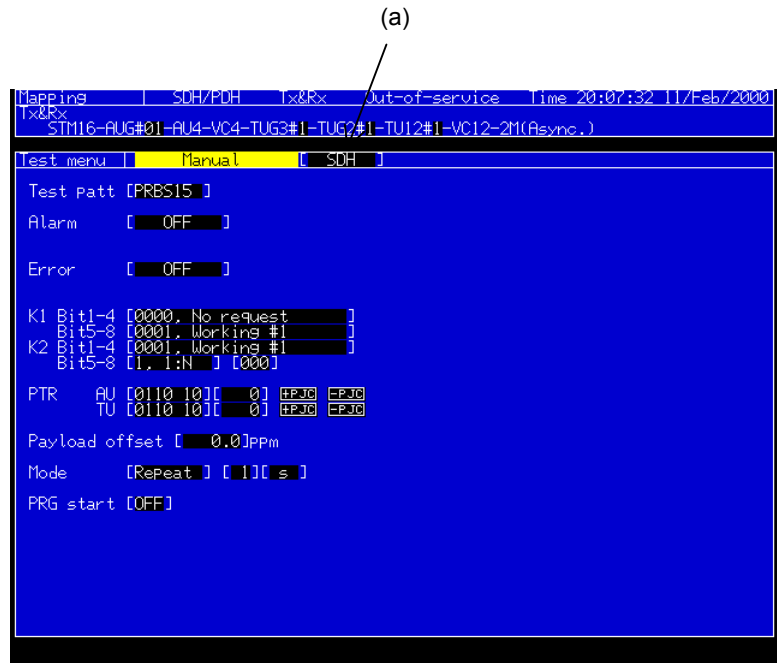 (a)
Mapping | SDH/PDH Tx&Rx Out-of-service Time 20:07:32 11/Feb/2000
Tx&Rx
STM16-AUG#01-AU4-VC4-TUG3#1-TUG2#1-TU12#1-VC12-2M(Async.)
Test menu | Manual [ SDH ]
Test patt [PRBS15 ]
Alarm [ OFF ]
Error [ OFF ]
K1 Bit1-4 [0000, No request ]
Bit5-8 [0001, Working #1 ]
K2 Bit1-4 [0001, Working #1 ]
Bit5-8 [1, 1:N ] [000]
PTR AU [0110 10][ 0] +PJC -PJC
TU [0110 10][ 0] +PJC -PJC
Payload offset [ 0.0]ppm
Mode [Repeat ] [ 1][ s ]
PRG start [OFF]